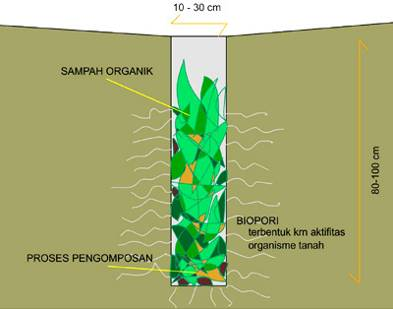 10 - 30 cm
SAMPAH ORGANIK
80-100 cm
BIOPORI
terbentuk krn aktifitas
organisme tanah
PROSES PENGOMPOSAN